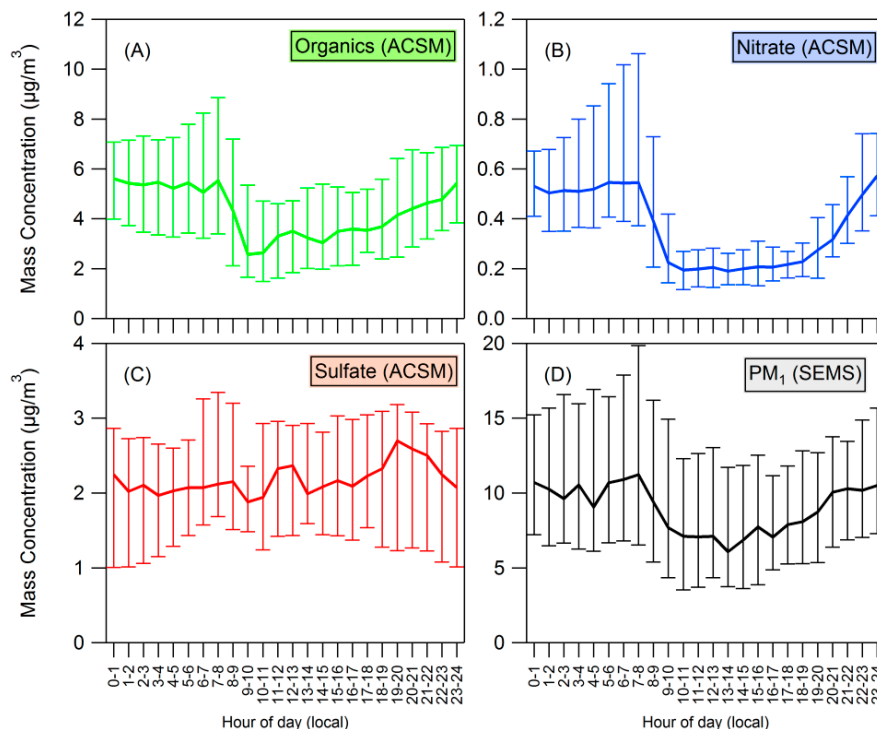 (A) Organics (ACSM)
12
10
8
6
4
2
0
Mass Concentration (µg/m³)
(B) Nitrate (ACSM)
1.2
1.0
0.8
0.6
0.4
0.2
0.0
(C) Sulfate (ACSM)
4
3
2
1
0
Mass Concentration (µg/m³)
0-1 1-2 2-3 3-4 4-5 5-6 6-7 7-8 8-9 9-10 10-11 11-12 12-13 13-14 14-15 15-16 16-17 17-18 18-19 19-20 20-21 21-22 22-23 23-24
Hour of day (local)
(D) PM₁ (SEMS)
20
15
10
5
0
0-1 1-2 2-3 3-4 4-5 5-6 6-7 7-8 8-9 9-10 10-11 11-12 12-13 13-14 14-15 15-16 16-17 17-18 18-19 19-20 20-21 21-22 22-23 23-24
Hour of day (local)